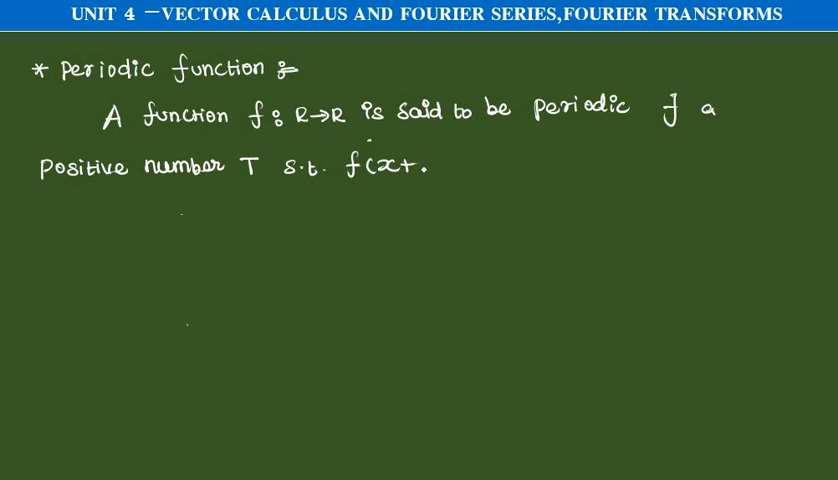 UNIT 4 —VECTOR CALCULUS AND FOURIER SERIES,FOURIER TRANSFORMS
* Periodic function :-
A function f : R→R is said to be periodic ∃ a
Positive number T s.t. f(x+.